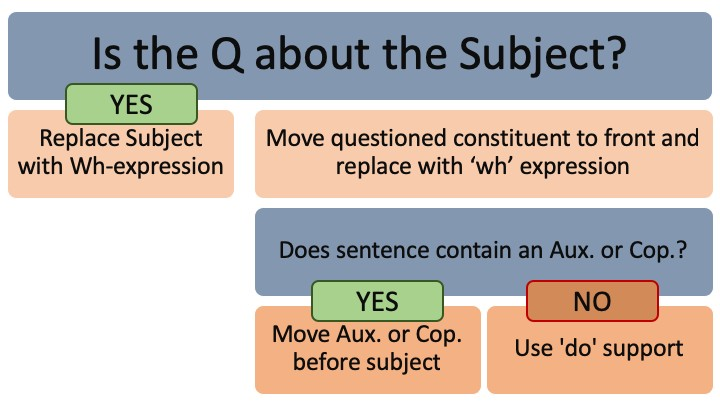 Is the Q about the Subject?
YES
Replace Subject
with Wh-expression
Move questioned constituent to front and
replace with ‘wh’ expression
Does sentence contain an Aux. or Cop.?
YES
Move Aux. or Cop.
before subject
NO
Use 'do' support